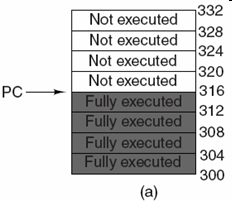 332
Not executed
328
Not executed
324
Not executed
320
Not executed
PC
316
Fully executed
312
Fully executed
308
Fully executed
304
Fully executed
300
(a)